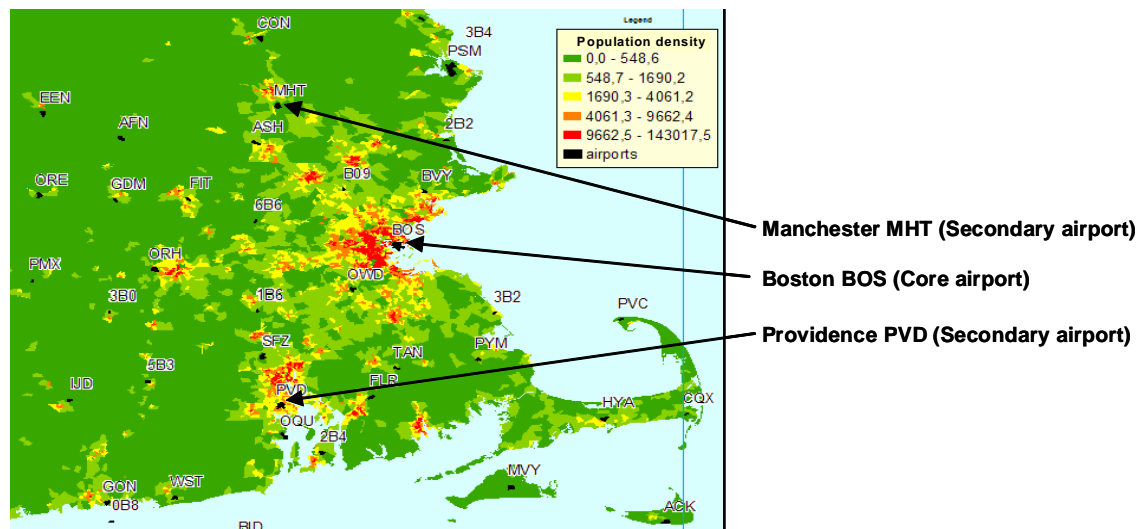 Legend
CON
3B4
Population density
PSM
0,0 - 548,6
548,7 - 1690,2
1690,3 - 4061,2
4061,3 - 9662,4
9662,5 - 143017,5
airports
MHT
EEN
AFN
ASH
2B2
B09
BVY
ORE
GDM
FIT
6B6
BOS
Manchester MHT (Secondary airport)
ORH
PMX
OWD
Boston BOS (Core airport)
3B0
1B6
3B2
PVC
SFZ
PYM
Providence PVD (Secondary airport)
TAN
5B3
IJD
PVD
FLR
HYA
CQX
OQU
2B4
MVY
GON
WST
0B8
ACK
BID